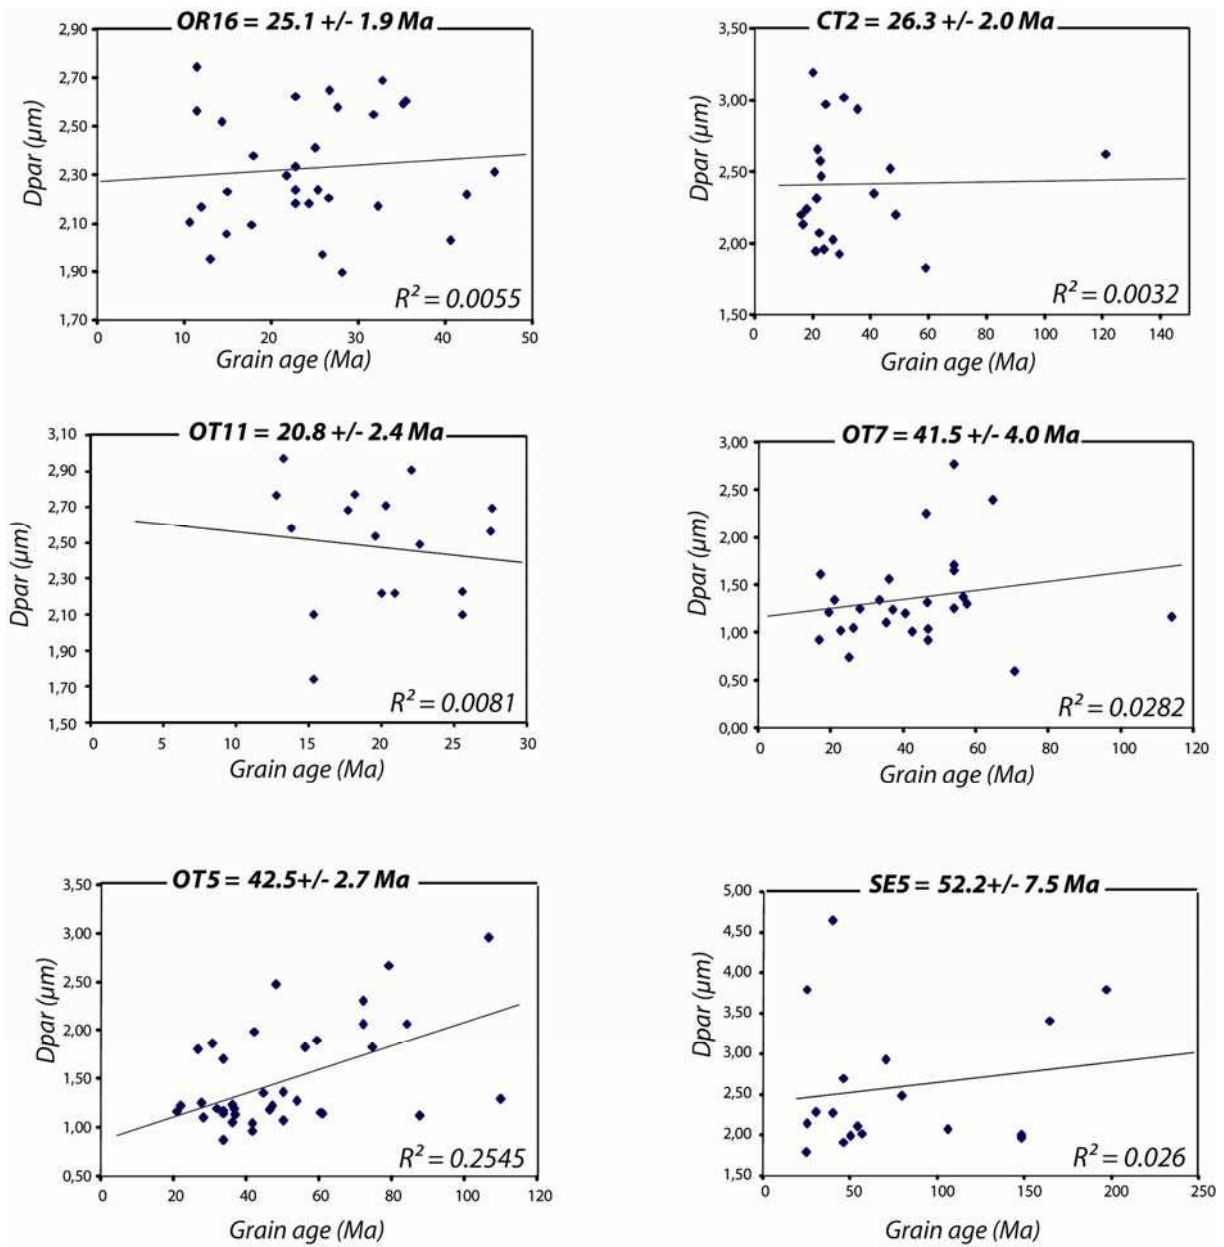 OR16 = 25.1 +/- 1.9 Ma
2,90
2,70
2,50
2,30
2,10
1,90
1,70
Dpar (µm)
R² = 0.0055
0 10 20 30 40 50
Grain age (Ma)
CT2 = 26.3 +/- 2.0 Ma
3,50
3,00
2,50
2,00
1,50
Dpar (µm)
R² = 0.0032
0 20 40 60 80 100 120 140
Grain age (Ma)
OT11 = 20.8 +/- 2.4 Ma
3,10
2,90
2,70
2,50
2,30
2,10
1,90
1,70
1,50
Dpar (µm)
R² = 0.0081
0 5 10 15 20 25 30
Grain age (Ma)
OT7 = 41.5 +/- 4.0 Ma
3,00
2,50
2,00
1,50
1,00
0,50
0,00
Dpar (µm)
R² = 0.0282
0 20 40 60 80 100 120
Grain age (Ma)
OT5 = 42.5+/- 2.7 Ma
3,50
3,00
2,50
2,00
1,50
1,00
0,50
Dpar (µm)
R² = 0.2545
0 20 40 60 80 100 120
Grain age (Ma)
SE5 = 52.2+/- 7.5 Ma
5,00
4,50
4,00
3,50
3,00
2,50
2,00
1,50
Dpar (µm)
R² = 0.026
0 50 100 150 200 250
Grain age (Ma)